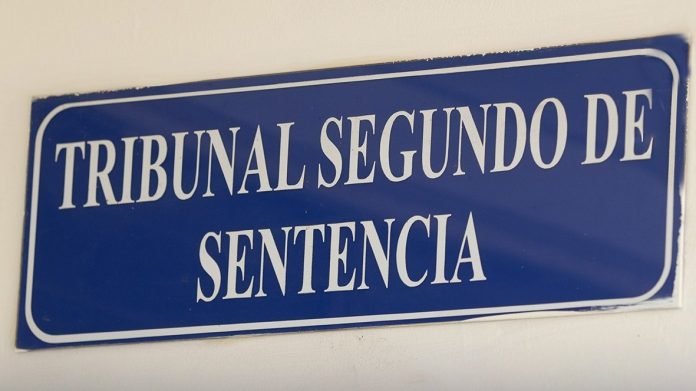 TRIBUNAL SEGUNDO DE
SENTENCIA